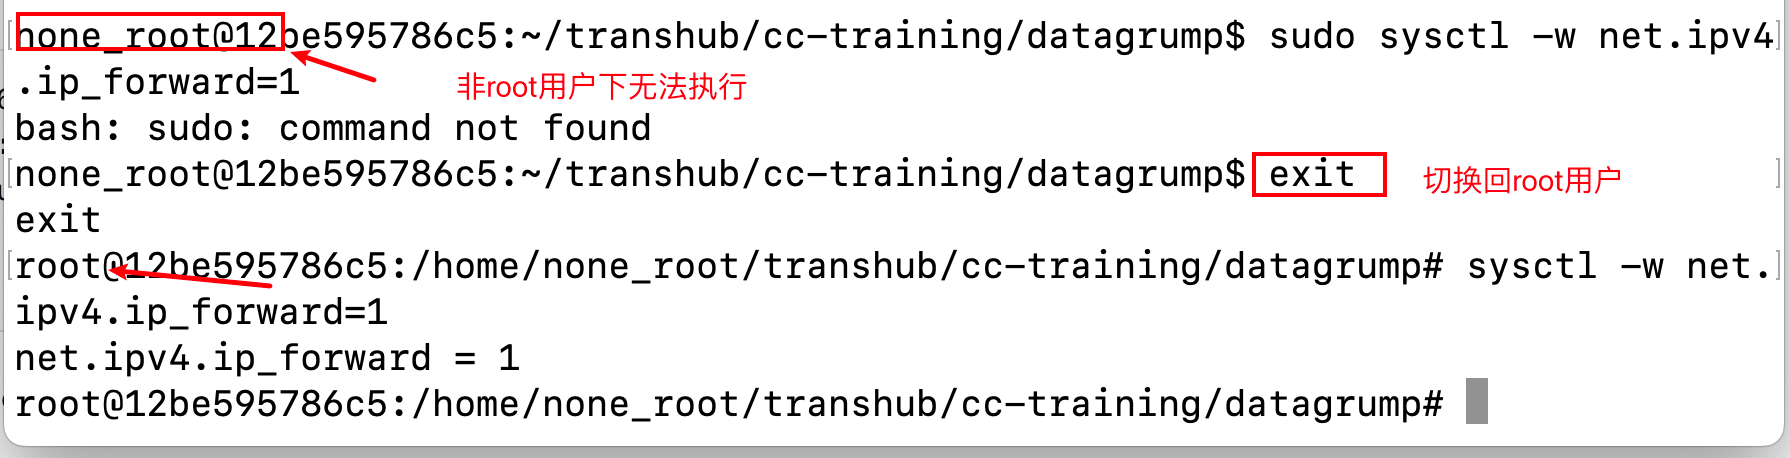 none_root@12be595786c5:~/transhub/cc-training/datagrump$ sudo sysctl -w net.ipv4
.ip_forward=1
非root用户下无法执行
bash: sudo: command not found
none_root@12be595786c5:~/transhub/cc-training/datagrump$ exit
切换回root用户
exit
root@12be595786c5:/home/none_root/transhub/cc-training/datagrump# sysctl -w net.
ipv4.ip_forward=1
net.ipv4.ip_forward = 1
root@12be595786c5:/home/none_root/transhub/cc-training/datagrump#